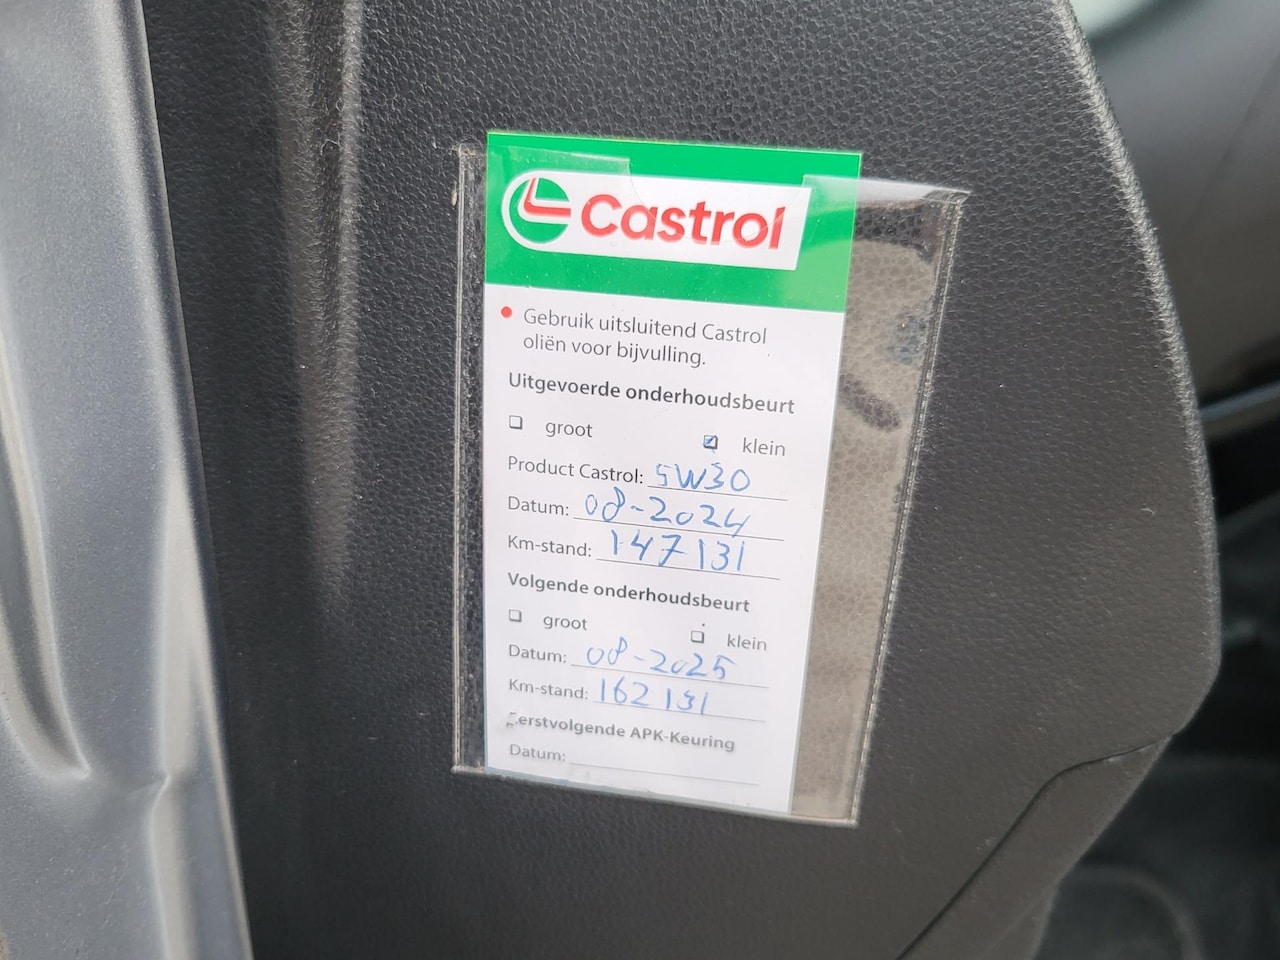 Castrol
Gebruik uitsluitend Castrol
oliën voor bijvulling.
Uitgevoerde onderhoudsbeurt
groot klein
Product Castrol: 5W30
Datum: 08-2024
Km-stand: 147131
Volgende onderhoudsbeurt
groot klein
Datum: 08-2025
Km-stand: 162131
Eerstvolgende APK-Keuring
Datum: